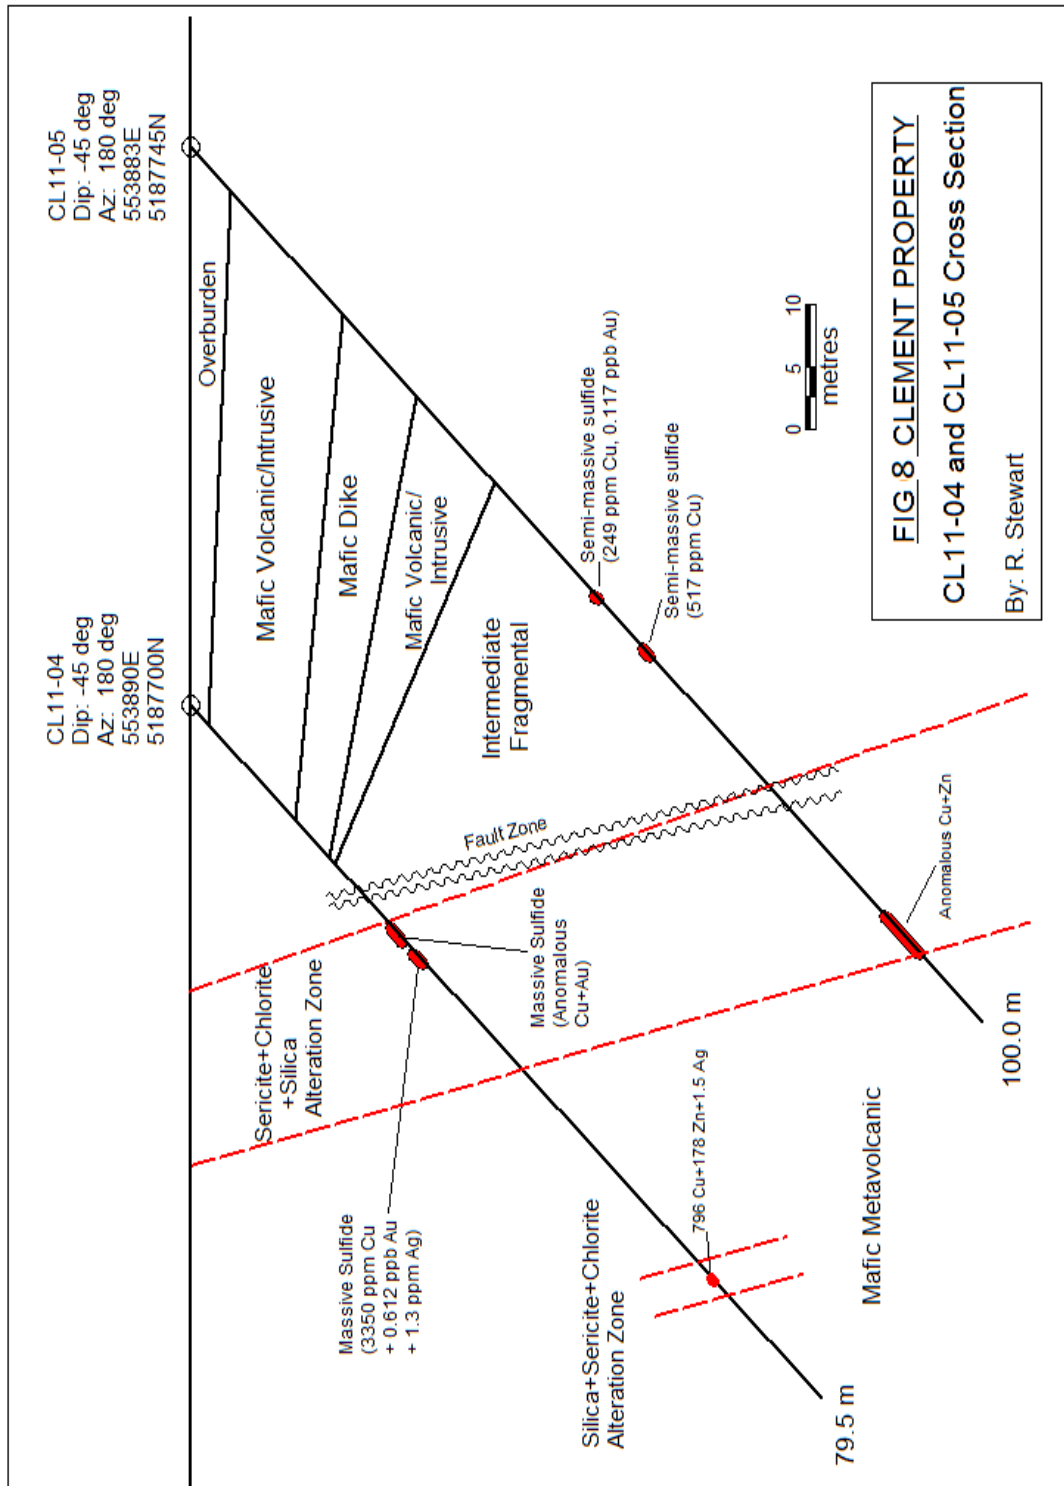 CL11-04
Dip: -45 deg
Az: 180 deg
553890E
5187700N
CL11-05
Dip: -45 deg
Az: 180 deg
553883E
5187745N
Overburden
Mafic Volcanic/Intrusive
Mafic Dike
Mafic Volcanic/
Intrusive
Intermediate
Fragmental
Fault Zone
Sericite+Chlorite
+Silica
Alteration Zone
Massive Sulfide
(Anomalous
Cu+Au)
Massive Sulfide
(3350 ppm Cu
+ 0.612 ppb Au
+ 1.3 ppm Ag)
Semi-massive sulfide
(249 ppm Cu, 0.117 ppb Au)
Semi-massive sulfide
(517 ppm Cu)
Anomalous Cu+Zn
Silica+Sericite+Chlorite
Alteration Zone
796 Cu+178 Zn+1.5 Ag
Mafic Metavolcanic
79.5 m
100.0 m
0 5 10
metres
FIG 8 CLEMENT PROPERTY
CL11-04 and CL11-05 Cross Section
By: R. Stewart